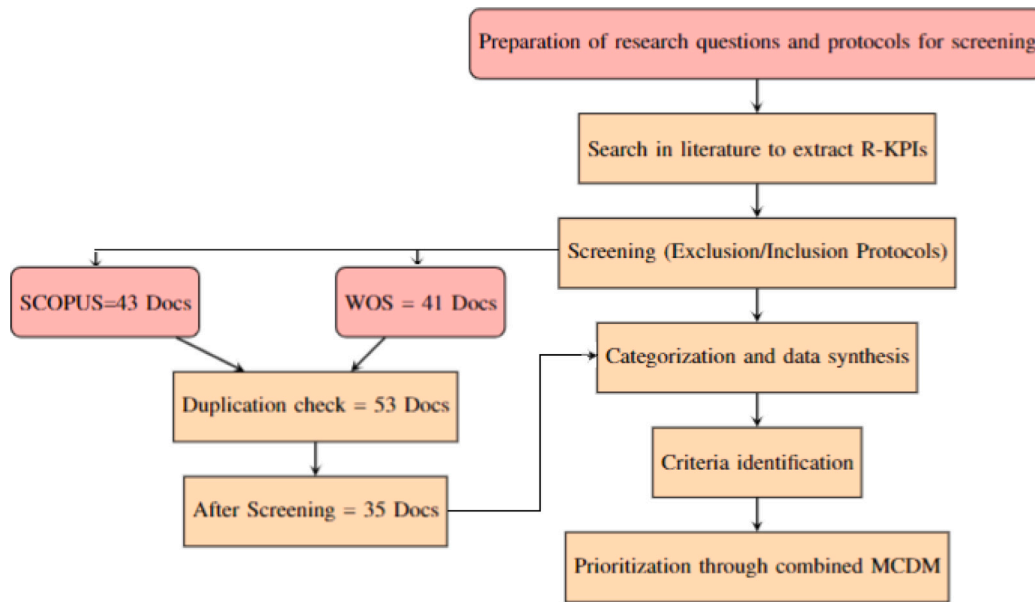 Preparation of research questions and protocols for screening
Search in literature to extract R-KPIs
Screening (Exclusion/Inclusion Protocols)
SCOPUS=43 Docs
WOS = 41 Docs
Categorization and data synthesis
Duplication check = 53 Docs
Criteria identification
After Screening = 35 Docs
Prioritization through combined MCDM